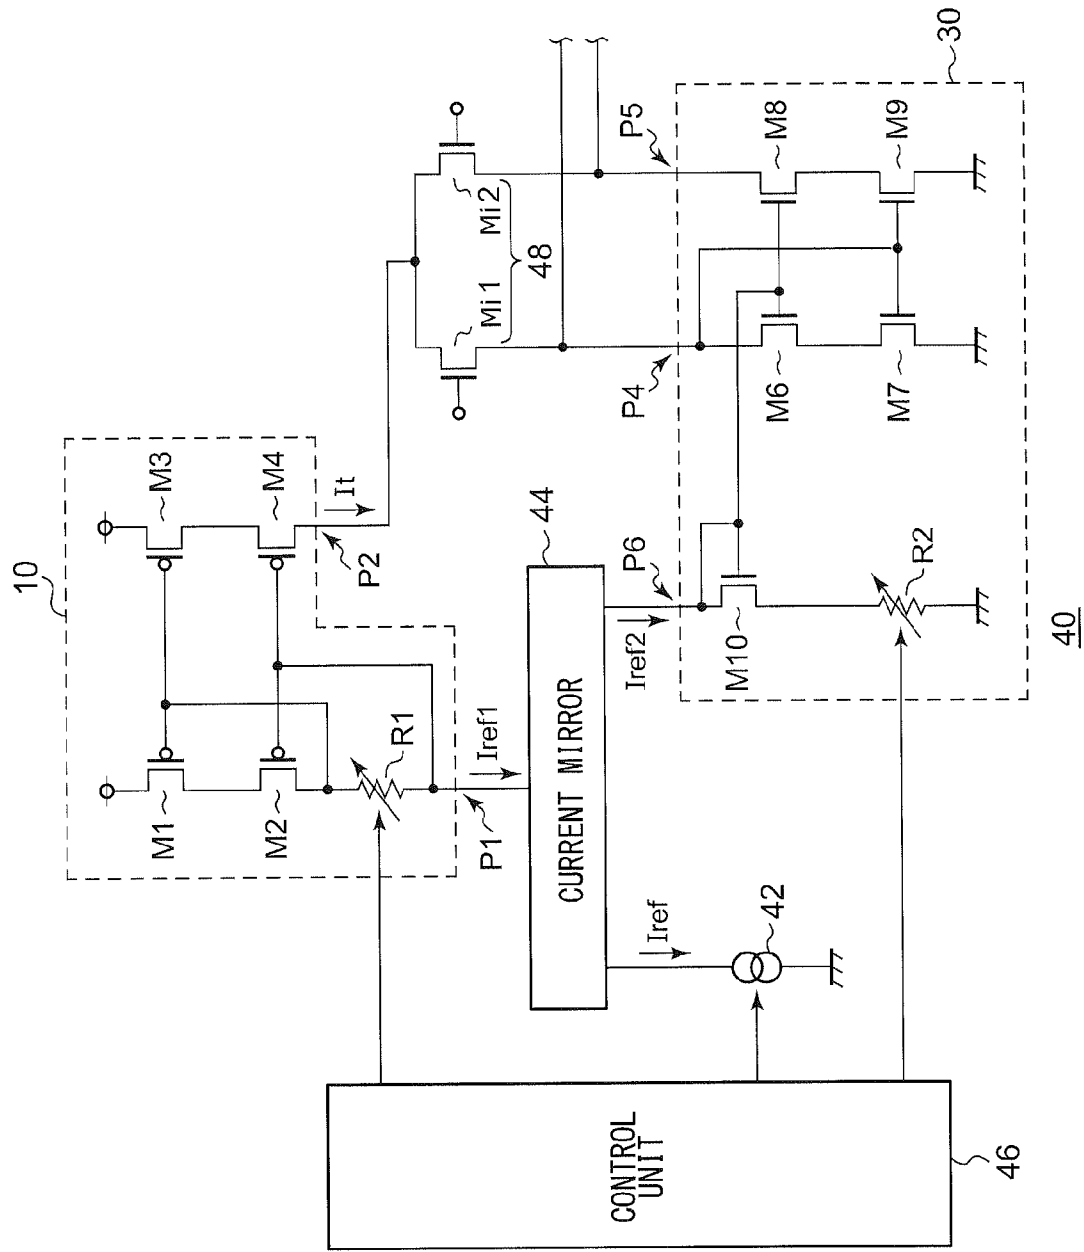 10
M1
M2
M3
M4
R1
P1
Iref1
P2
It
Mi1
Mi2
48
CURRENT MIRROR
44
Iref
42
Iref2
P6
P4
P5
30
M6
M7
M8
M9
M10
R2
CONTROL
UNIT
46
40